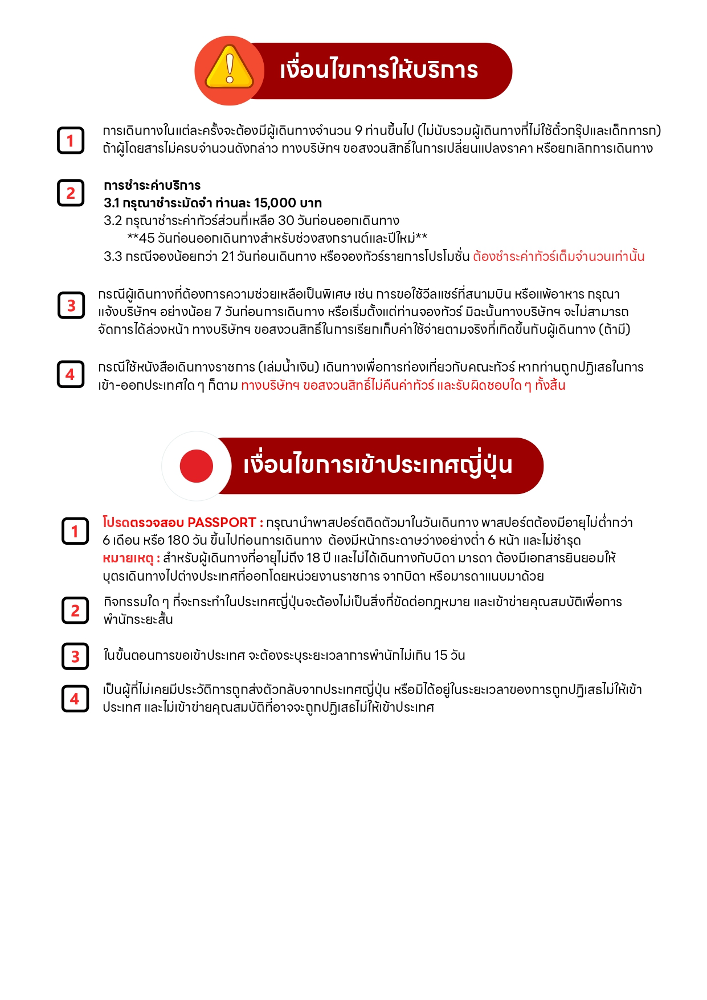 เงื่อนไขการให้บริการ
1
การเดินทางในแต่ละครั้งจะต้องมีผู้เดินทางจำนวน 9 ท่านขึ้นไป (ไม่นับรวมผู้เดินทางที่ไม่ใช้ตั๋วกรุ๊ปและเด็กทารก)
ถ้าผู้โดยสารไม่ครบจำนวนดังกล่าว ทางบริษัทฯ ขอสงวนสิทธิ์ในการเปลี่ยนแปลงราคา หรือยกเลิกการเดินทาง
2
การชำระค่าบริการ
3.1 กรุณาชำระมัดจำ ท่านละ 15,000 บาท
3.2 กรุณาชำระค่าทัวร์ส่วนที่เหลือ 30 วันก่อนออกเดินทาง
**45 วันก่อนออกเดินทางสำหรับช่วงสงกรานต์และปีใหม่**
3.3 กรณีจองน้อยกว่า 21 วันก่อนเดินทาง หรือจองทัวร์รายการโปรโมชั่น ต้องชำระค่าทัวร์เต็มจำนวนเท่านั้น
3
กรณีผู้เดินทางที่ต้องการความช่วยเหลือเป็นพิเศษ เช่น การขอใช้วีลแชร์ที่สนามบิน หรือแพ้อาหาร กรุณา
แจ้งบริษัทฯ อย่างน้อย 7 วันก่อนการเดินทาง หรือเริ่มตั้งแต่ท่านจองทัวร์ มิฉะนั้นทางบริษัทฯ จะไม่สามารถ
จัดการได้ล่วงหน้า ทางบริษัทฯ ขอสงวนสิทธิ์ในการเรียกเก็บค่าใช้จ่ายตามจริงที่เกิดขึ้นกับผู้เดินทาง (ถ้ามี)
4
กรณีใช้หนังสือเดินทางราชการ (เล่มน้ำเงิน) เดินทางเพื่อการท่องเที่ยวกับคณะทัวร์ หากท่านถูกปฏิเสธในการ
เข้า-ออกประเทศใด ๆ ก็ตาม ทางบริษัทฯ ขอสงวนสิทธิ์ไม่คืนค่าทัวร์ และรับผิดชอบใด ๆ ทั้งสิ้น
เงื่อนไขการเข้าประเทศญี่ปุ่น
1
โปรดตรวจสอบ PASSPORT : กรุณานำพาสปอร์ตติดตัวมาในวันเดินทาง พาสปอร์ตต้องมีอายุไม่ต่ำกว่า
6 เดือน หรือ 180 วัน ขึ้นไปก่อนการเดินทาง ต้องมีหน้ากระดาษว่างอย่างต่ำ 6 หน้า และไม่ชำรุด
หมายเหตุ : สำหรับผู้เดินทางที่อายุไม่ถึง 18 ปี และไม่ได้เดินทางกับบิดา มารดา ต้องมีเอกสารยินยอมให้
บุตรเดินทางไปต่างประเทศที่ออกโดยหน่วยงานราชการ จากบิดา หรือมารดาแนบมาด้วย
2
กิจกรรมใด ๆ ที่จะกระทำในประเทศญี่ปุ่นจะต้องไม่เป็นสิ่งที่ขัดต่อกฎหมาย และเข้าข่ายคุณสมบัติเพื่อการ
พำนักระยะสั้น
3
ในขั้นตอนการขอเข้าประเทศ จะต้องระบุระยะเวลาการพำนักไม่เกิน 15 วัน
4
เป็นผู้ที่ไม่เคยมีประวัติการถูกส่งตัวกลับจากประเทศญี่ปุ่น หรือมิได้อยู่ในระยะเวลาของการถูกปฏิเสธไม่ให้เข้า
ประเทศ และไม่เข้าข่ายคุณสมบัติที่อาจจะถูกปฏิเสธไม่ให้เข้าประเทศ